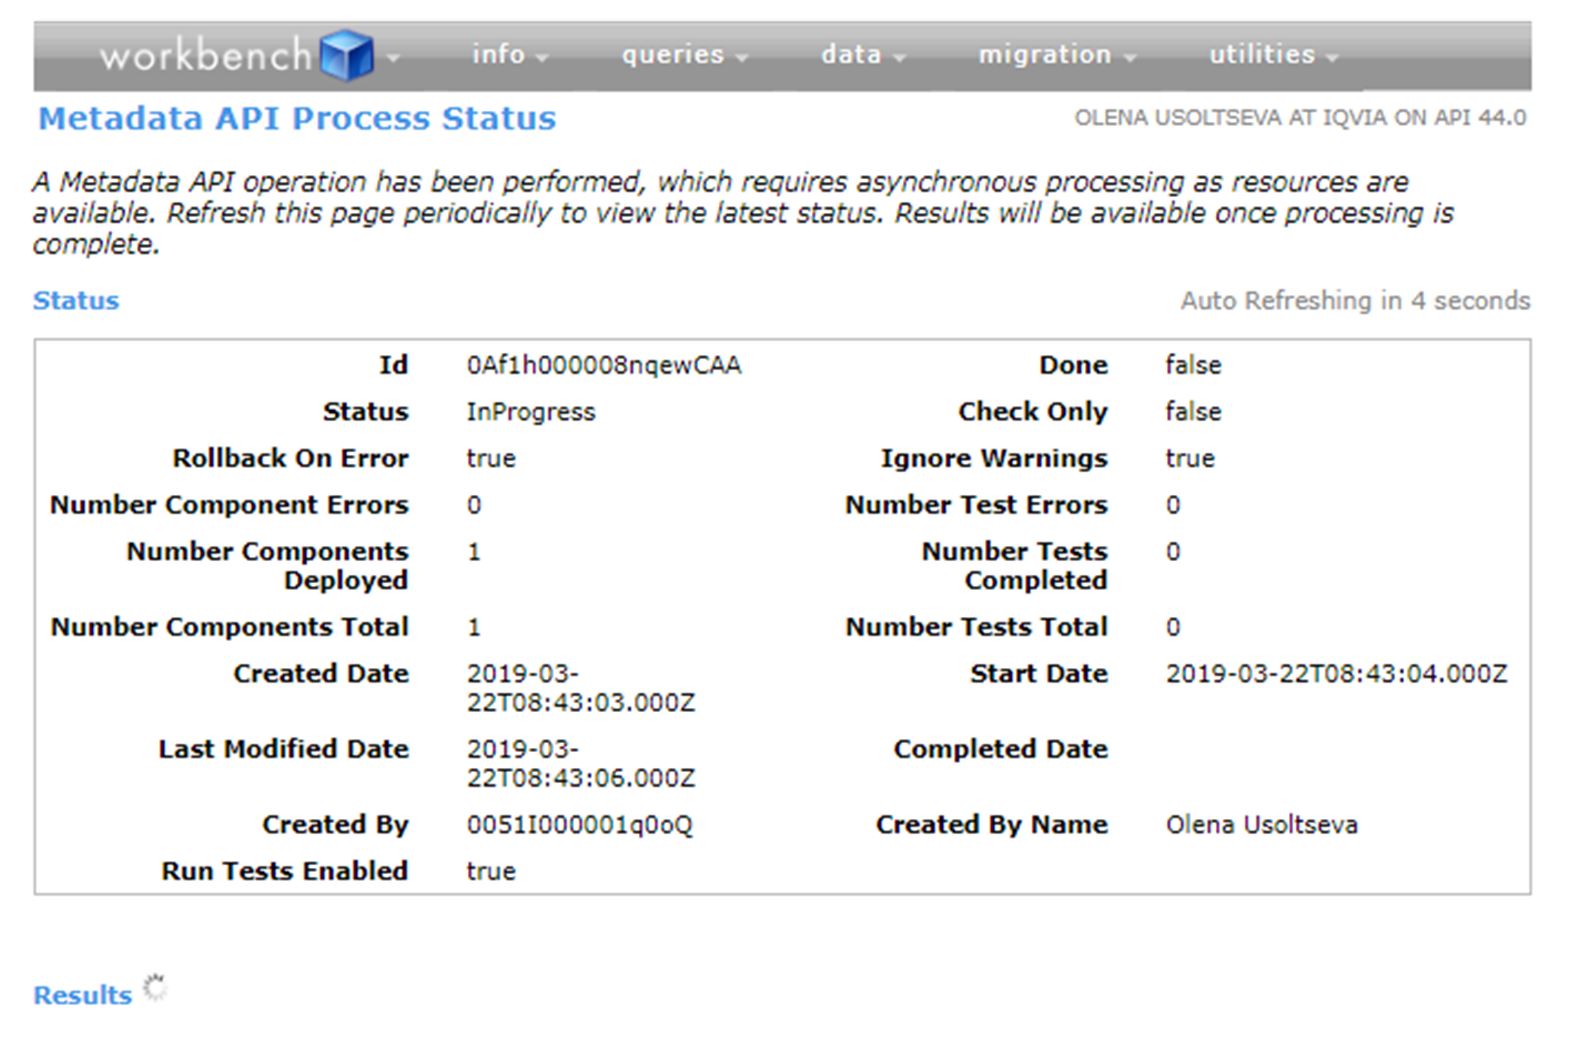 workbench info queries data migration utilities
Metadata API Process Status OLENA USOLTSEVA AT IQVIA ON API 44.0
A Metadata API operation has been performed, which requires asynchronous processing as resources are
available. Refresh this page periodically to view the latest status. Results will be available once processing is
complete.
Status Auto Refreshing in 4 seconds
Id 0Af1h000008nqewCAA Done false
Status InProgress Check Only false
Rollback On Error true Ignore Warnings true
Number Component Errors 0 Number Test Errors 0
Number Components 1 Number Tests 0
Deployed Completed
Number Components Total 1 Number Tests Total 0
Created Date 2019-03- Start Date 2019-03-22T08:43:04.000Z
22T08:43:03.000Z
Last Modified Date 2019-03- Completed Date
22T08:43:06.000Z
Created By 0051I000001q0oQ Created By Name Olena Usoltseva
Run Tests Enabled true
Results